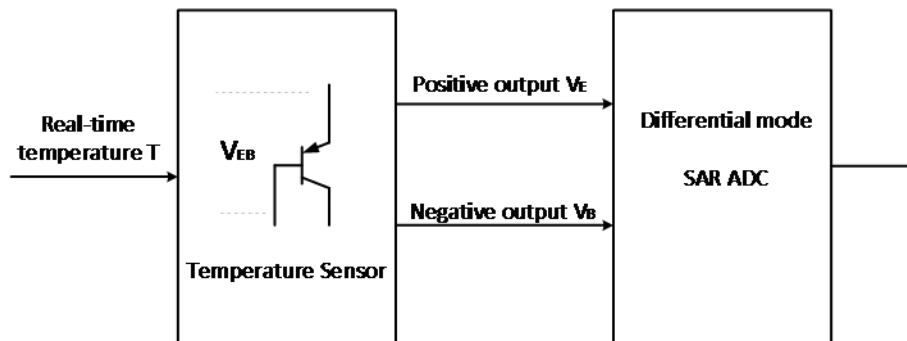 Real-time
temperature T
VEB
Temperature Sensor
Positive output VE
Negative output VB
Differential mode
SAR ADC